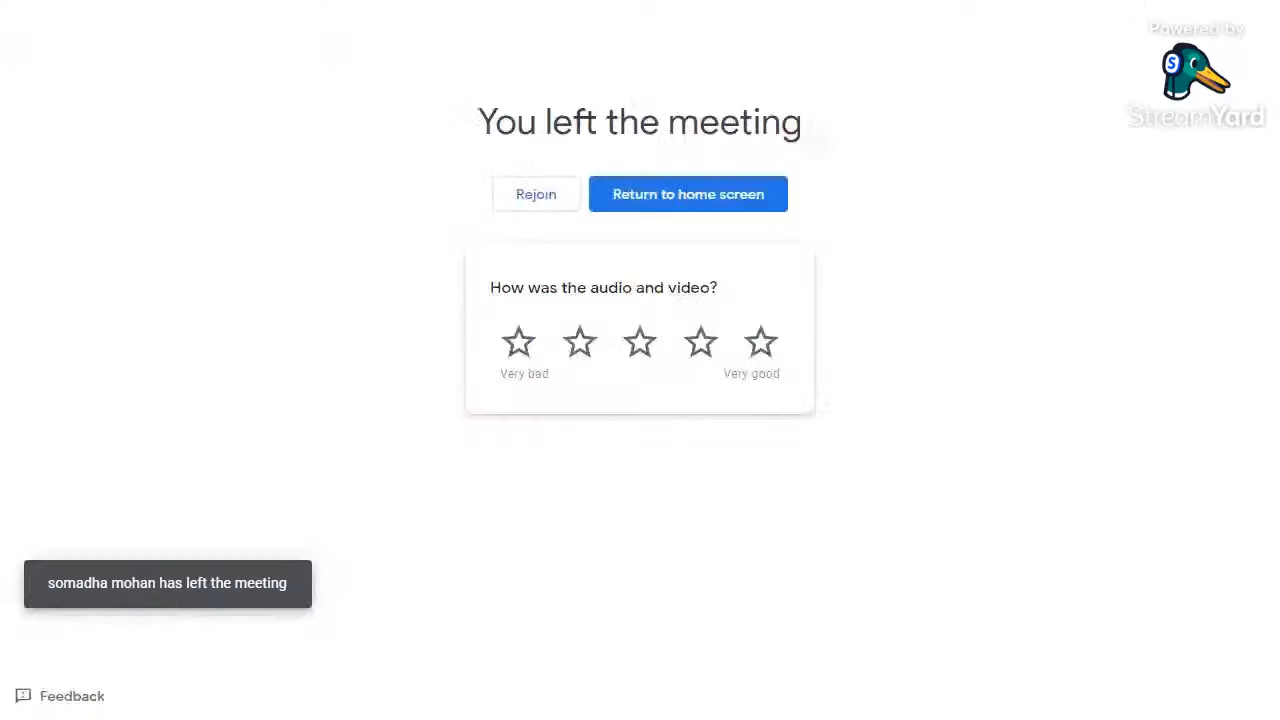 Powered by
S
StreamYard
You left the meeting
Rejoin
Return to home screen
How was the audio and video?
Very bad
Very good
somadha mohan has left the meeting
Feedback